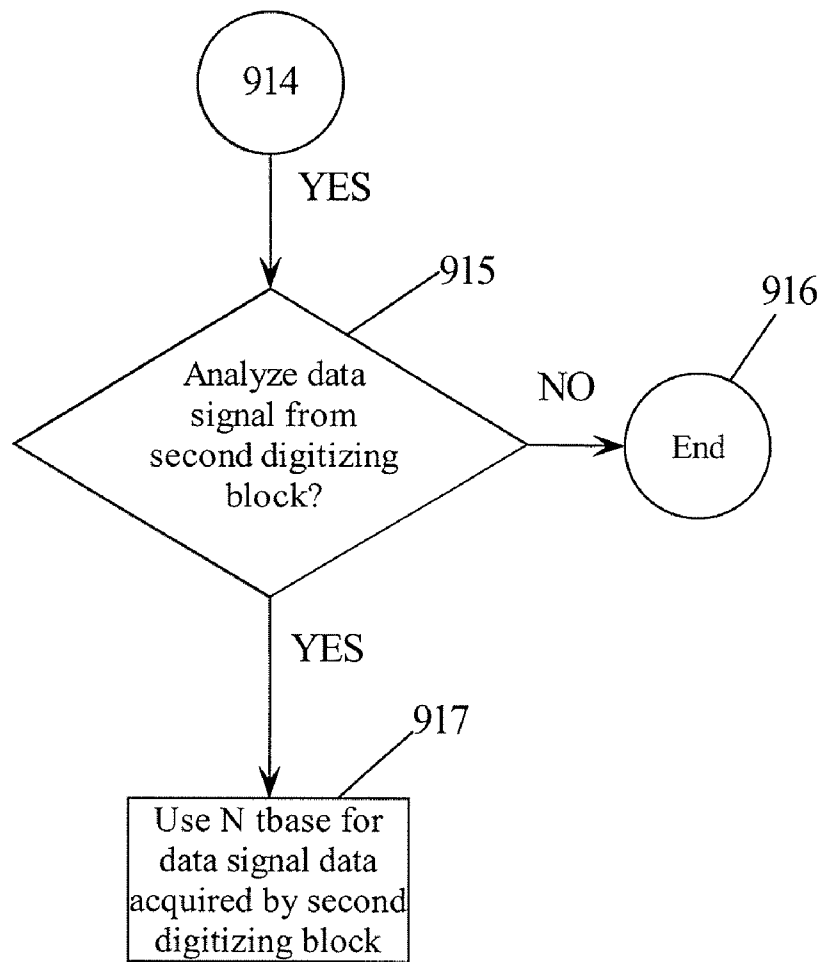 914
YES
915
916
Analyze data
signal from
second digitizing
block?
NO
End
YES
917
Use N tbase for
data signal data
acquired by second
digitizing block